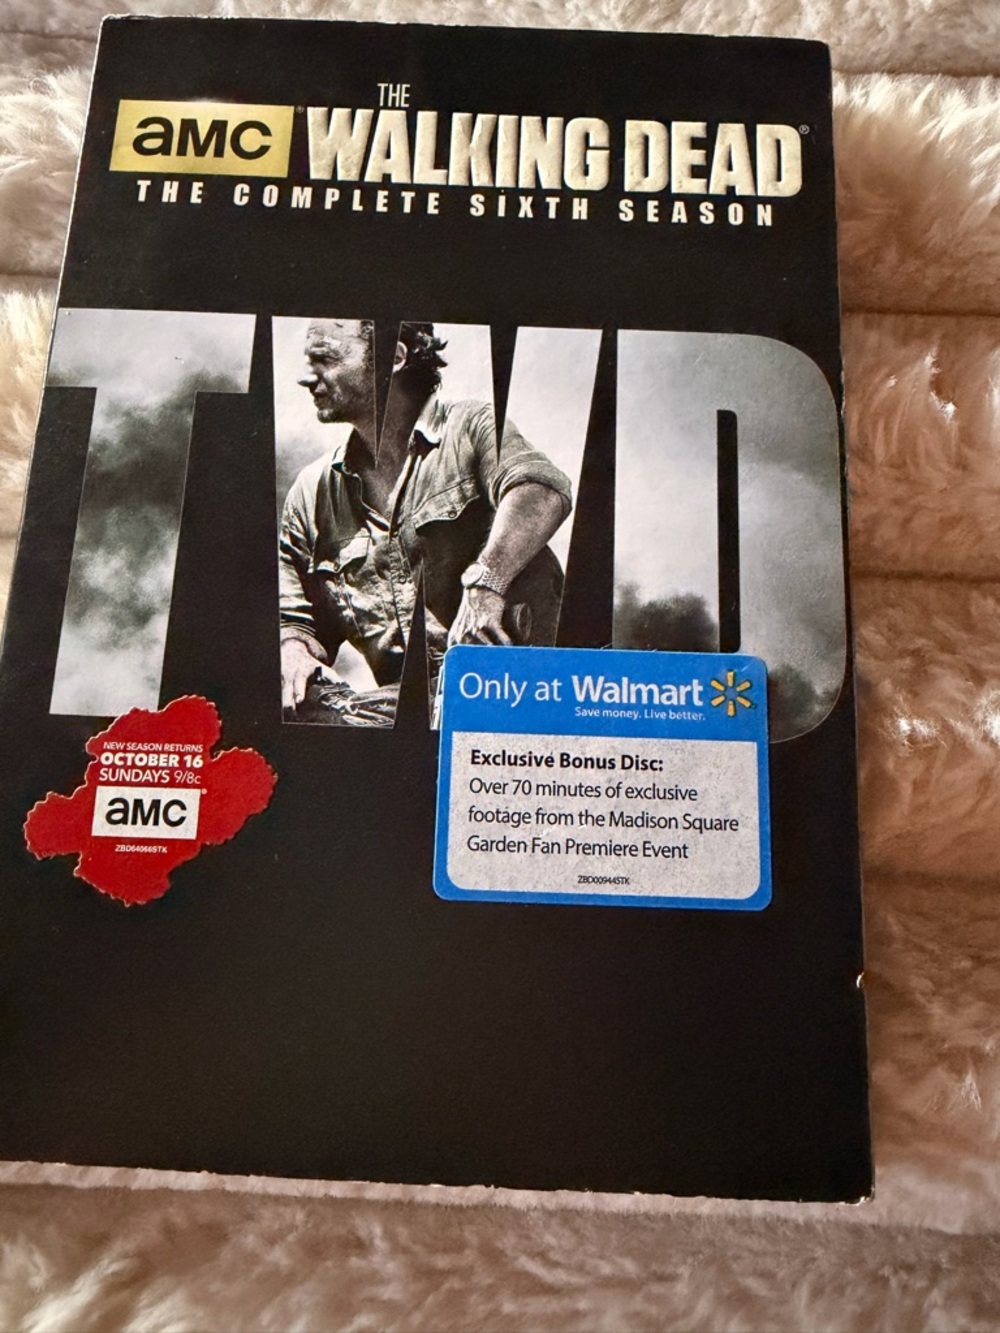 THE
aMC® WALKING DEAD®
THE COMPLETE SIXTH SEASON
TWD
NEW SEASON RETURNS
OCTOBER 16
SUNDAYS 9/8c
aMC
ZBD64066STK
Only at Walmart
Save money. Live better.
Exclusive Bonus Disc:
Over 70 minutes of exclusive
footage from the Madison Square
Garden Fan Premiere Event
ZBD00944STK